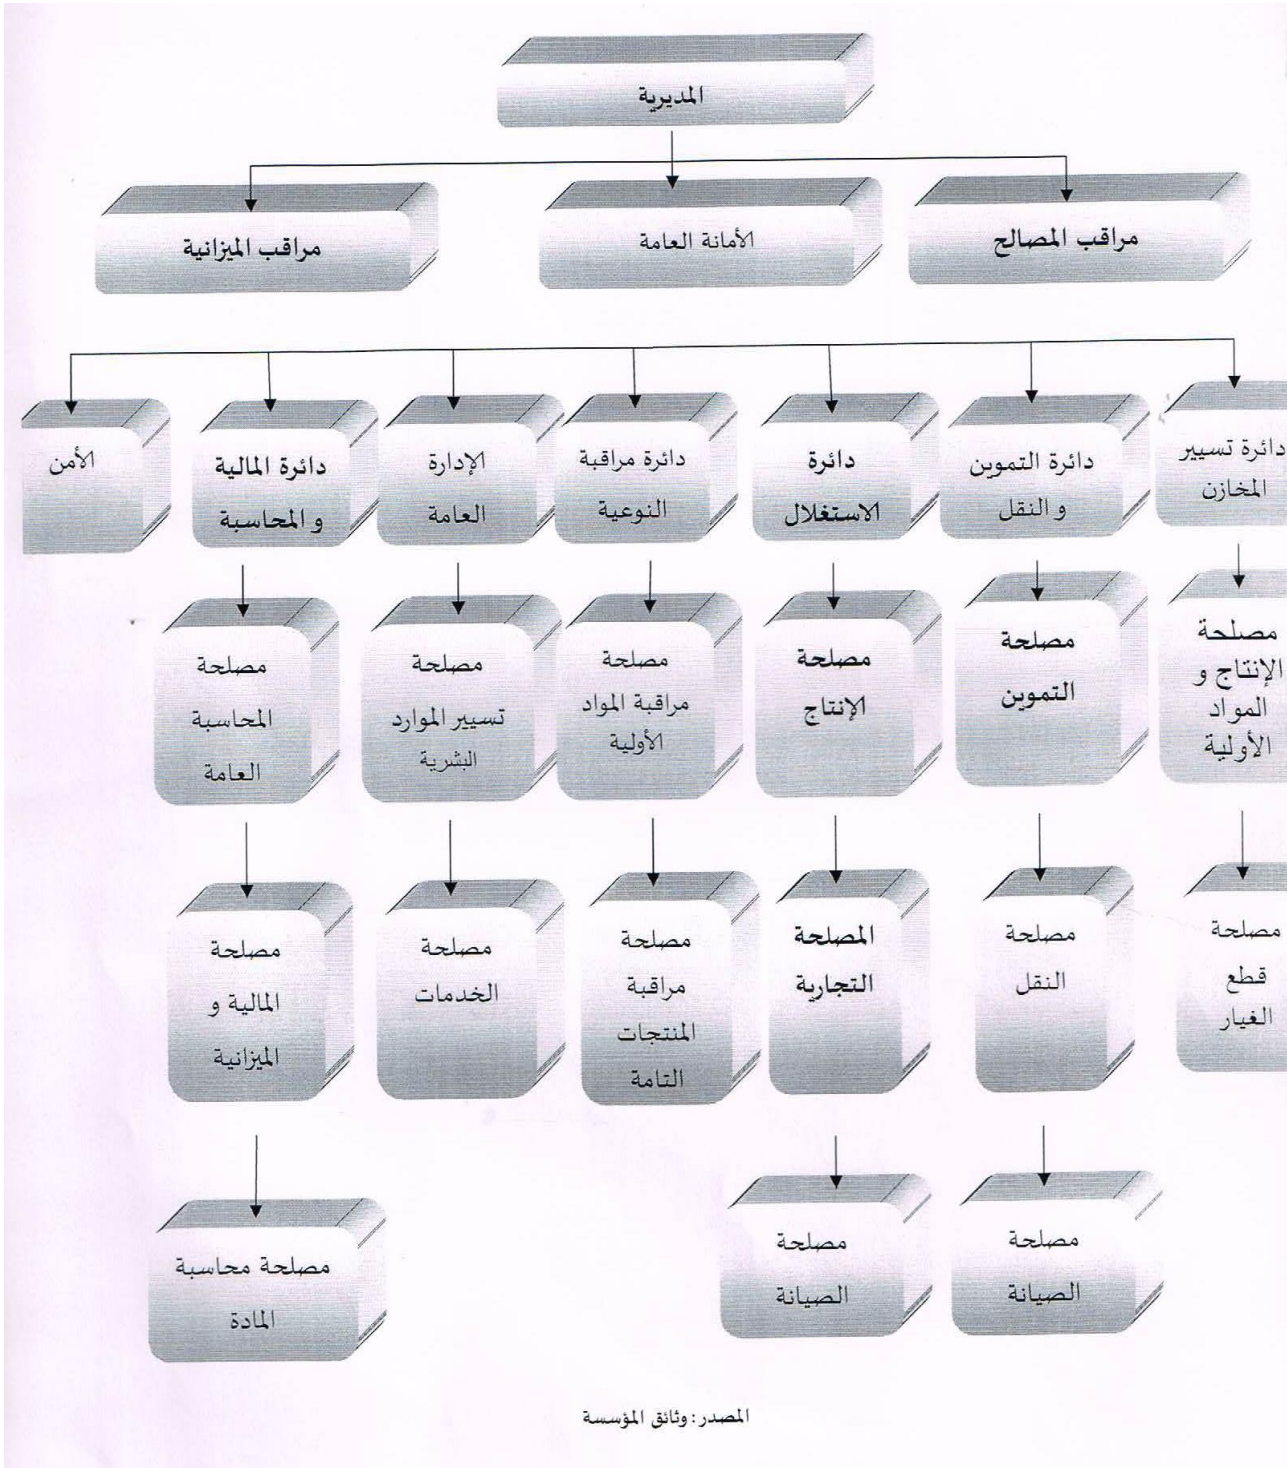 المديرية
مراقب المصالح
الأمانة العامة
مراقب الميزانية
دائرة تسيير
المخازن
دائرة التموين
و النقل
دائرة
الاستغلال
دائرة مراقبة
النوعية
الإدارة
العامة
دائرة المالية
و المحاسبة
الأمن
مصلحة
الإنتاج و
المواد
الأولية
مصلحة
التموين
مصلحة
الإنتاج
مصلحة
مراقبة المواد
الأولية
مصلحة
تسيير الموارد
البشرية
مصلحة
المحاسبة
العامة
مصلحة
قطع
الغيار
مصلحة
النقل
المصلحة
التجارية
مصلحة
مراقبة
المنتجات
التامة
مصلحة
الخدمات
مصلحة
المالية و
الميزانية
مصلحة
الصيانة
مصلحة
الصيانة
مصلحة محاسبة
المادة
المصدر: وثائق المؤسسة